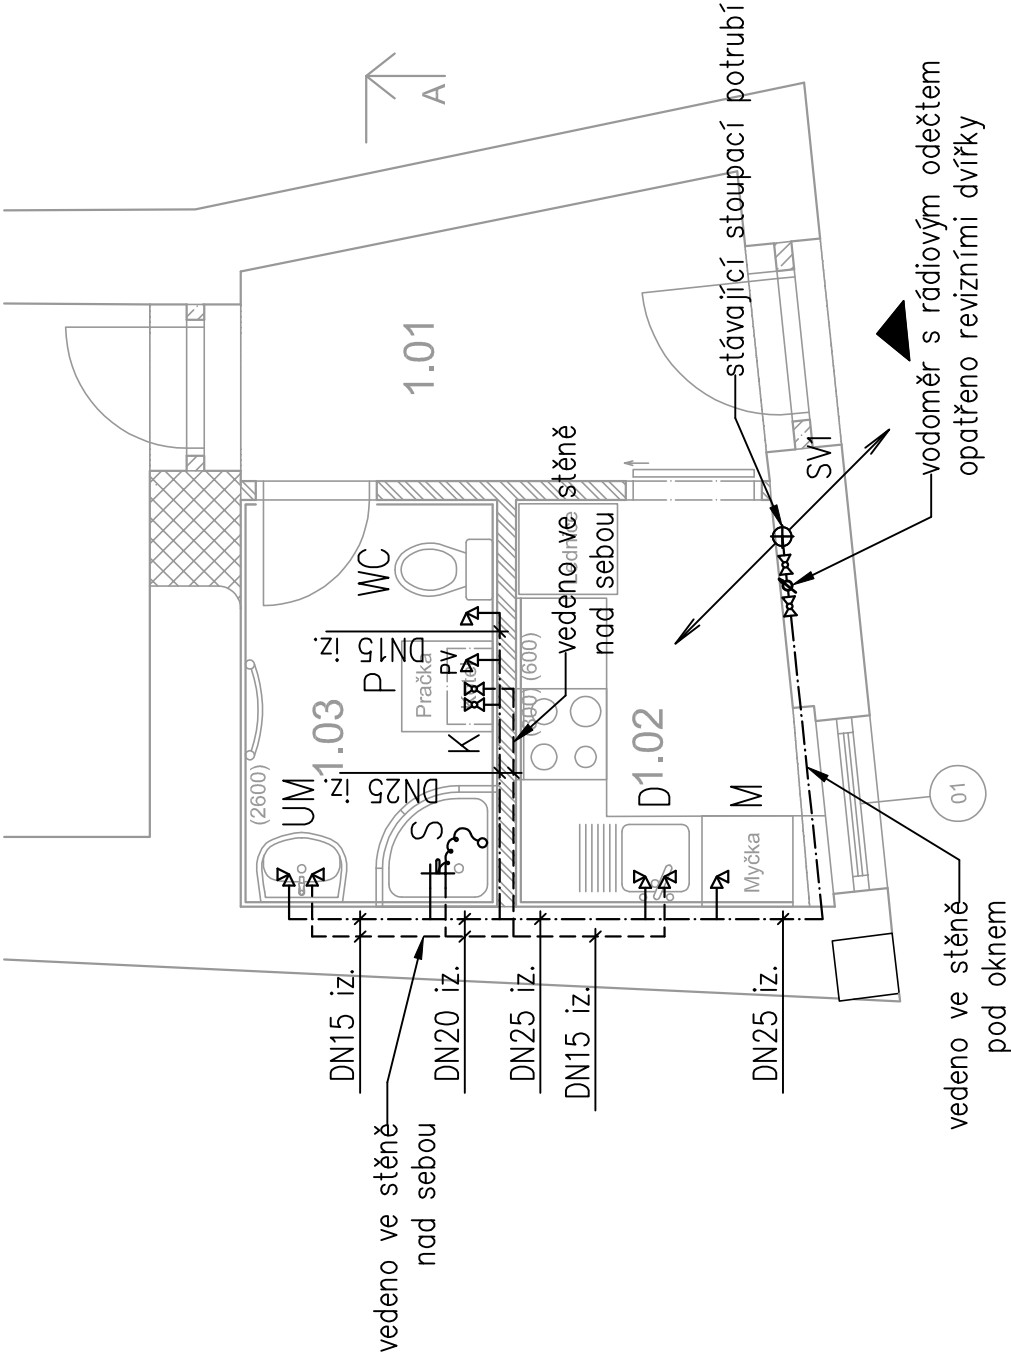 A
stávající stoupací potrubí
vodoměr s rádiovým odečtem
opatřeno revizními dvířky
1.01
SV1
vedeno ve stěně
nad sebou
Lednice
WC
DN15 iz.
PV
P
Pračka
(600)
1.03
K
(2600)
UM
DN25 iz.
S
1.02
D
M
Myčka
01
DN15 iz.
DN20 iz.
DN25 iz.
DN15 iz.
DN25 iz.
vedeno ve stěně
nad sebou
vedeno ve stěně
pod oknem